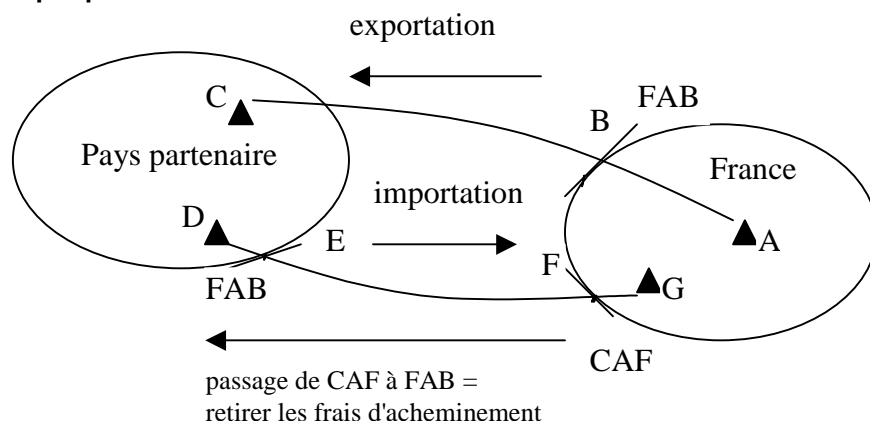 exportation
C
B
FAB
Pays partenaire
France
importation
D
E
A
F
G
FAB
CAF
passage de CAF à FAB =
retirer les frais d'acheminement